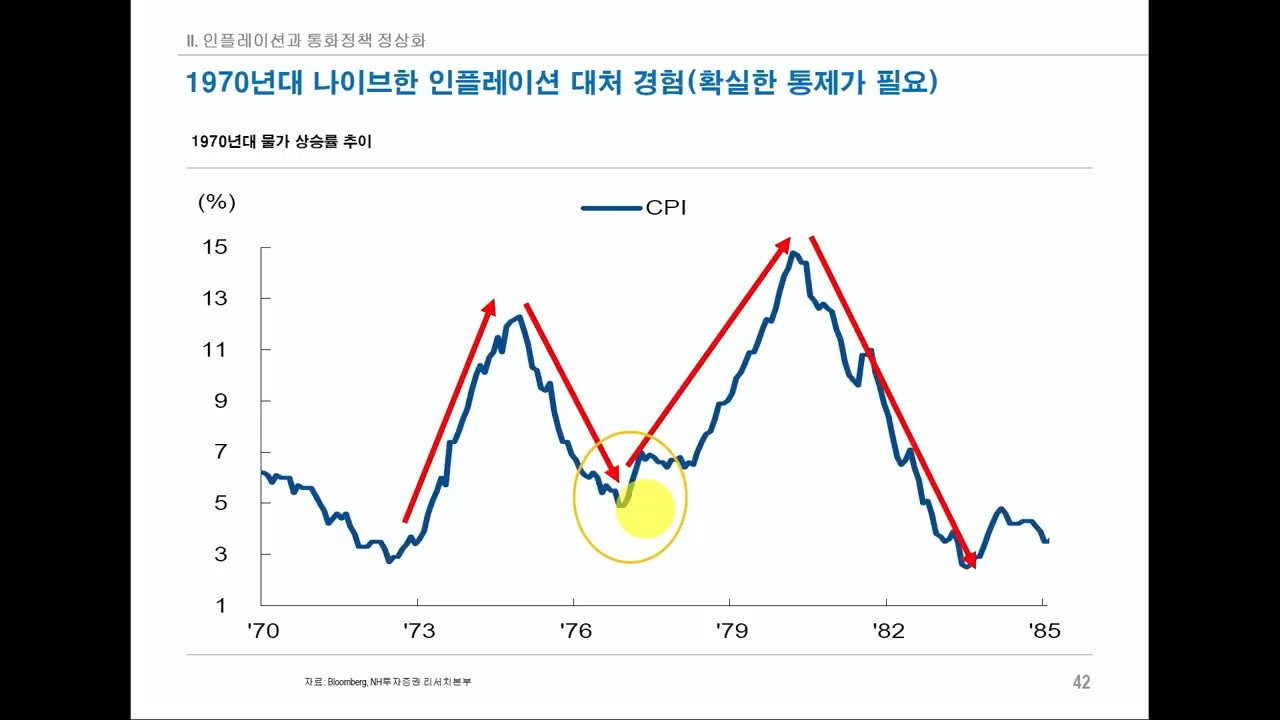 II. 인플레이션과 통화정책 정상화
1970년대 나이브한 인플레이션 대처 경험(확실한 통제가 필요)
1970년대 물가 상승률 추이
(%)
CPI
15
13
11
9
7
5
3
1
'70 '73 '76 '79 '82 '85
자료: Bloomberg, NH투자증권 리서치본부
42